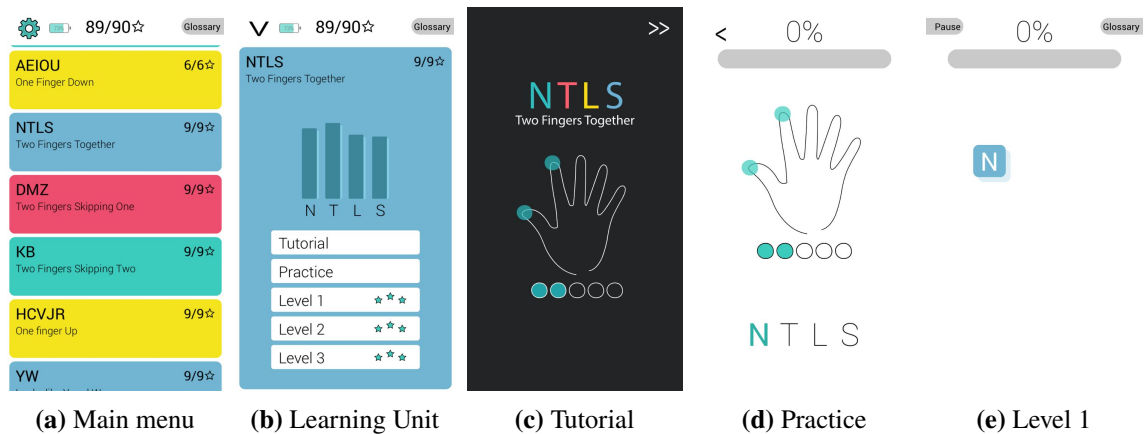 89/90☆
Glossary
AEIOU 6/6☆
One Finger Down
NTLS 9/9☆
Two Fingers Together
DMZ 9/9☆
Two Fingers Skipping One
KB 9/9☆
Two Fingers Skipping Two
HCVJR 9/9☆
One finger Up
YW 9/9☆
(a) Main menu
89/90☆
Glossary
NTLS 9/9☆
Two Fingers Together
N T L S
Tutorial
Practice
Level 1
Level 2
Level 3
(b) Learning Unit
>>
NTLS
Two Fingers Together
(c) Tutorial
< 0%
N T L S
(d) Practice
Pause 0% Glossary
N
(e) Level 1